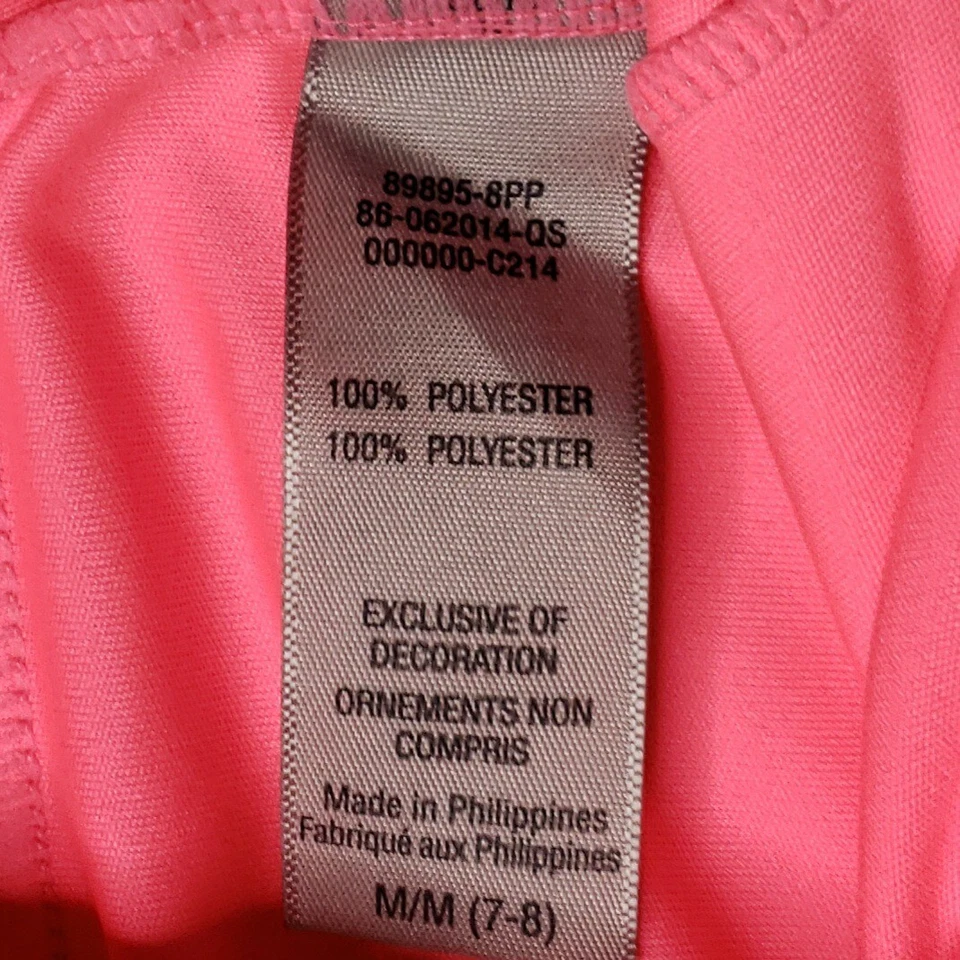 89895-8PP
86-062014-QS
000000-C214
100% POLYESTER
100% POLYESTER
EXCLUSIVE OF
DECORATION
ORNEMENTS NON
COMPRIS
Made in Philippines
Fabriqué aux Philippines
M/M (7-8)